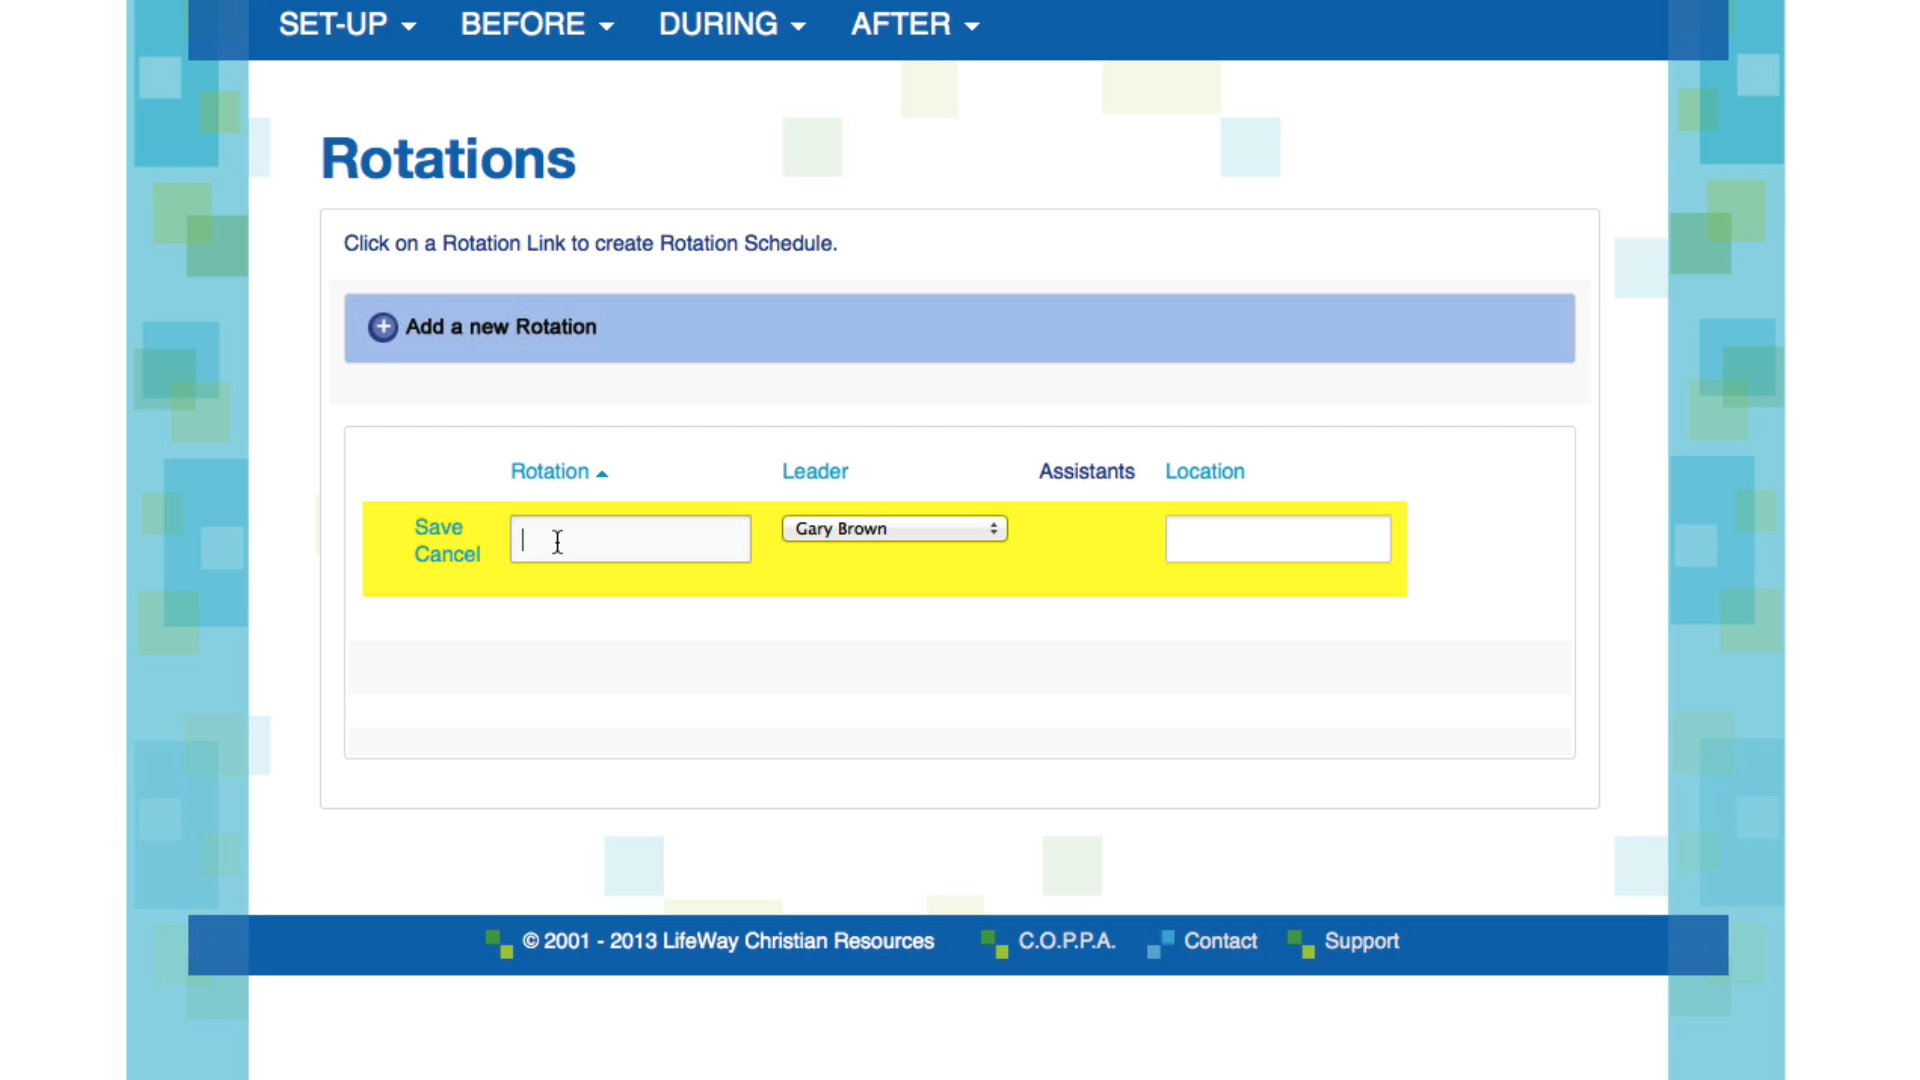 SET-UP BEFORE DURING AFTER
Rotations
Click on a Rotation Link to create Rotation Schedule.
Add a new Rotation
Rotation Leader Assistants Location
Save Gary Brown
Cancel
© 2001 - 2013 LifeWay Christian Resources C.O.P.P.A. Contact Support